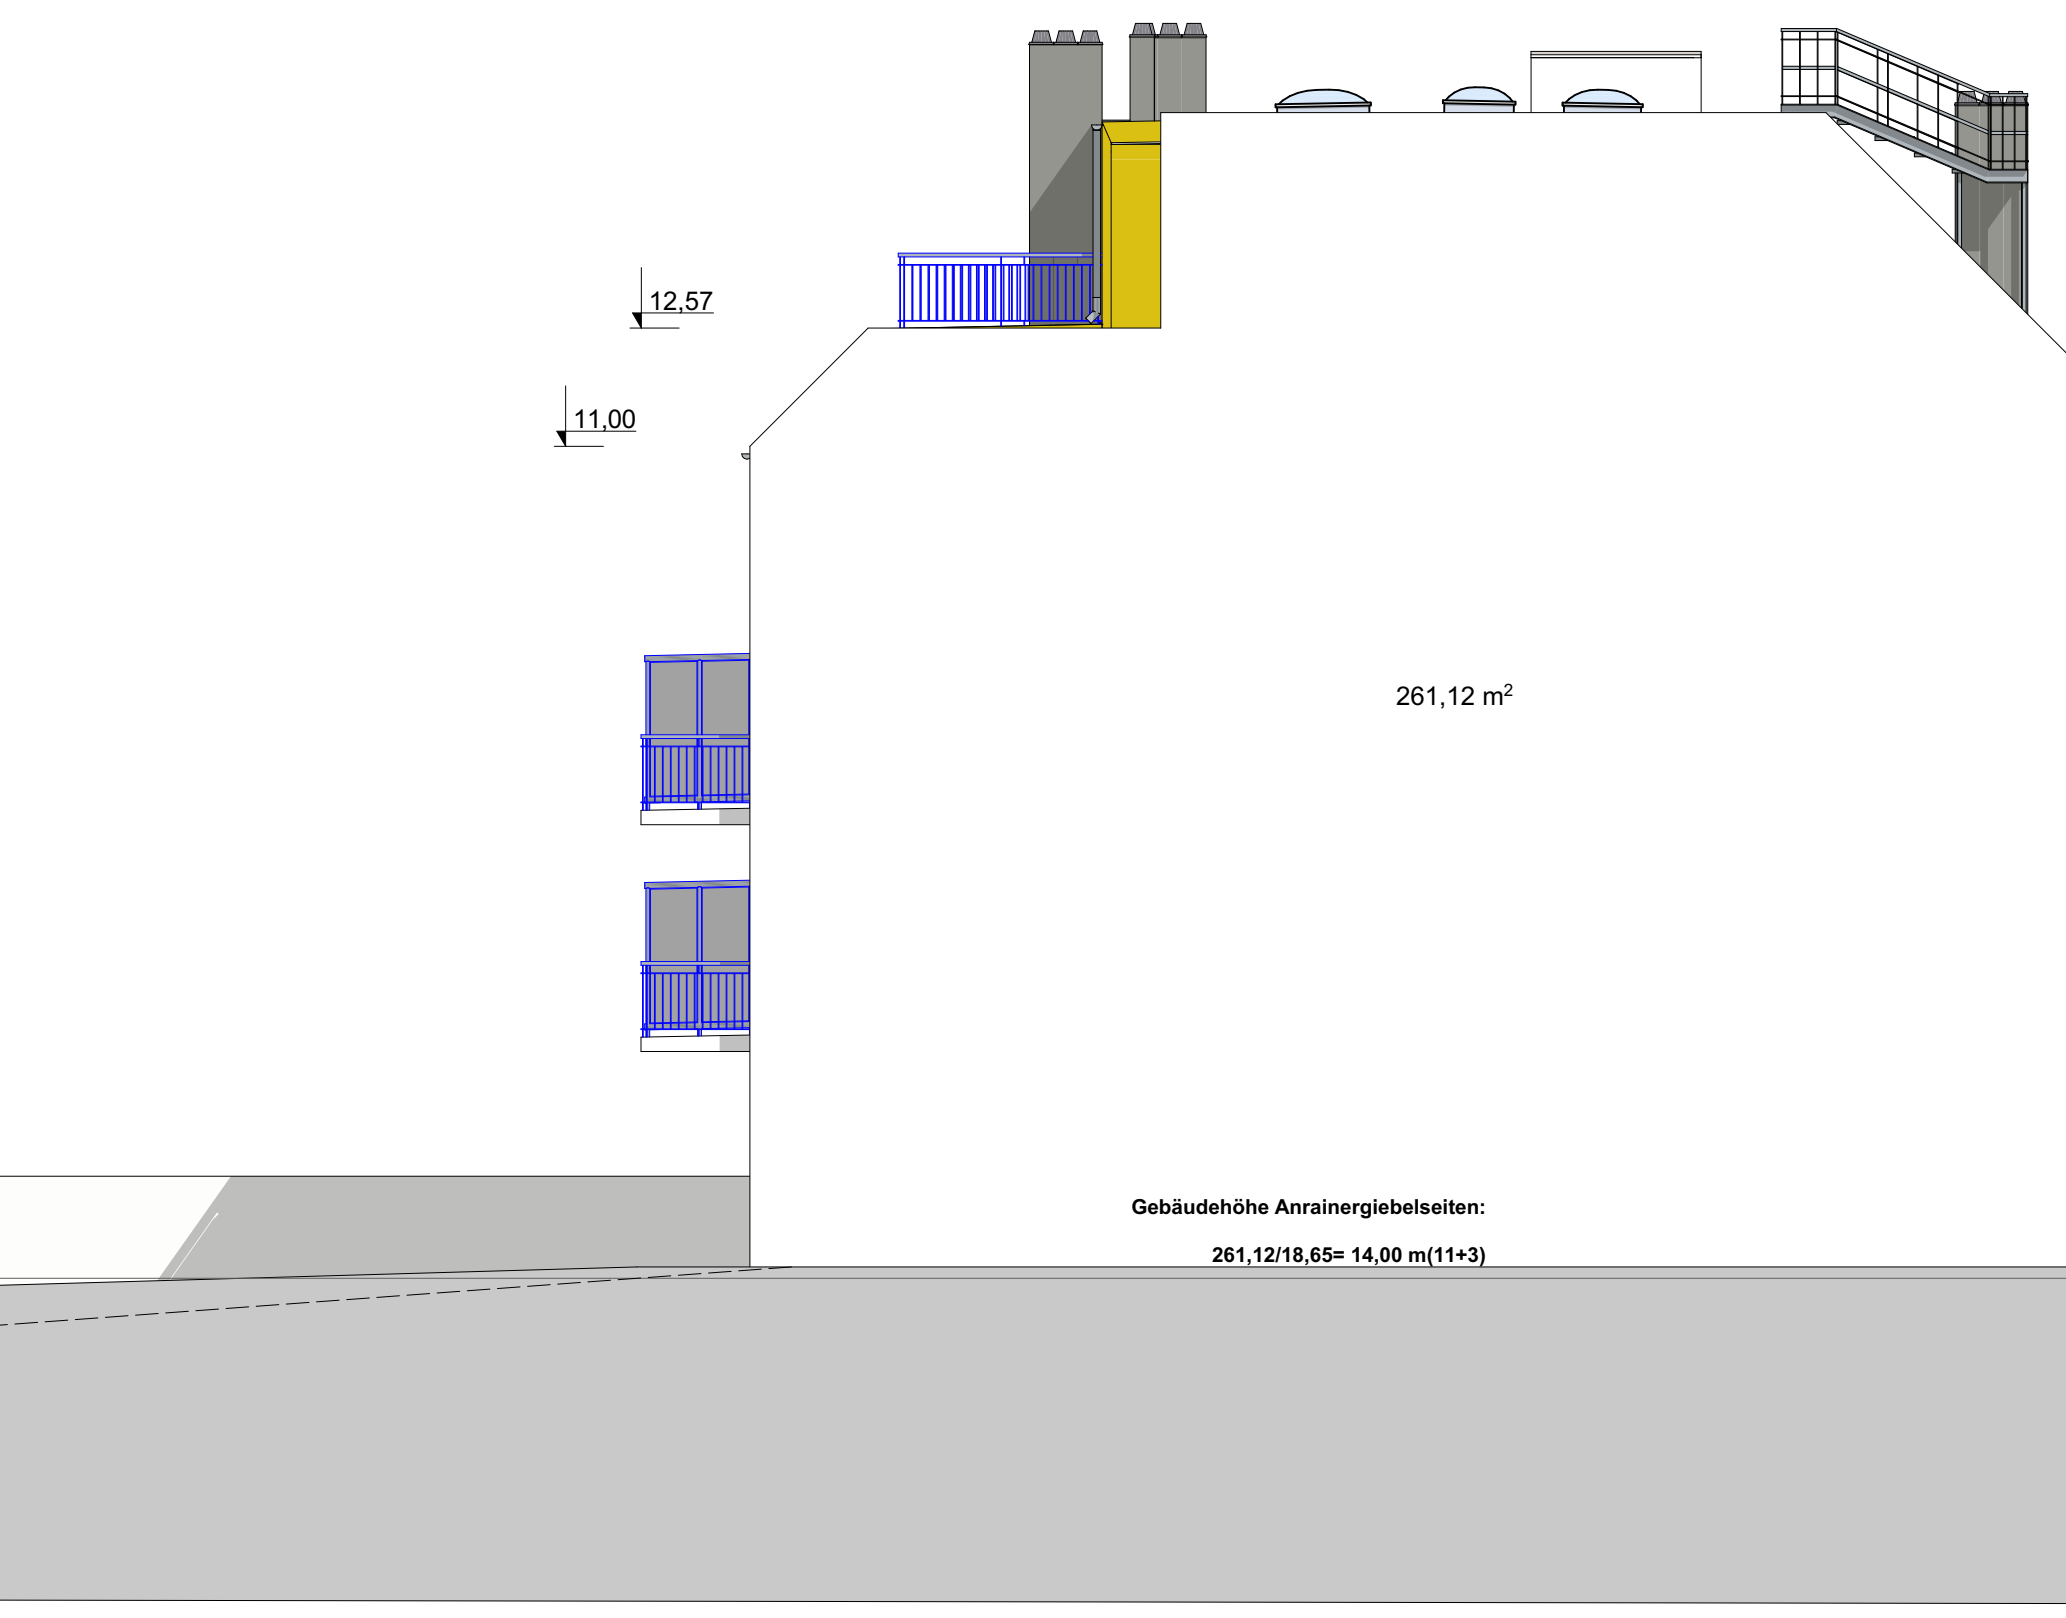 12,57
11,00
261,12 m²
Gebäudehöhe Anrainergiebelseiten:
261,12/18,65= 14,00 m(11+3)